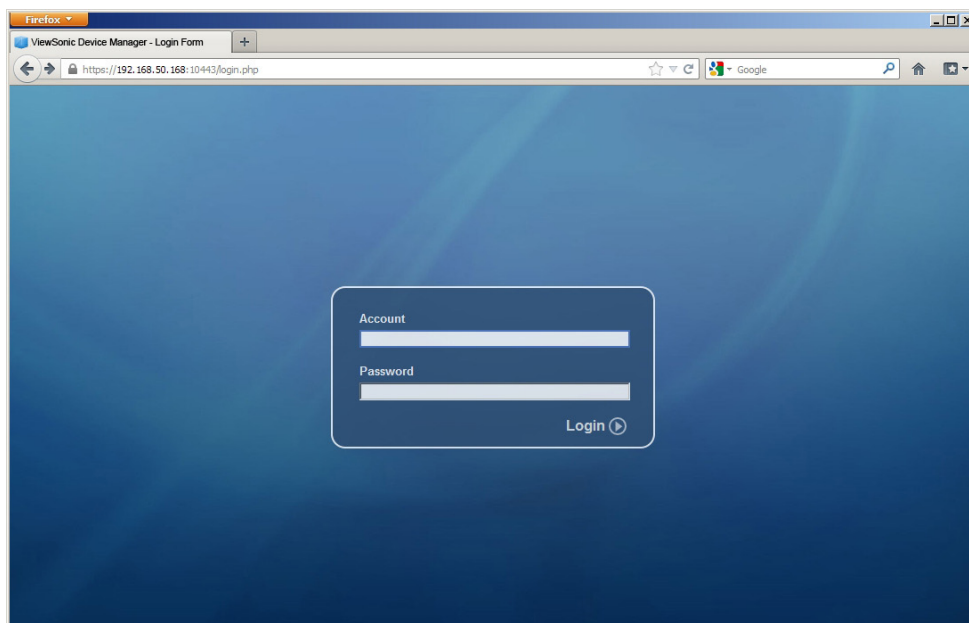 Firefox
ViewSonic Device Manager - Login Form
https://192.168.50.168:10443/login.php
Google
Account
Password
Login